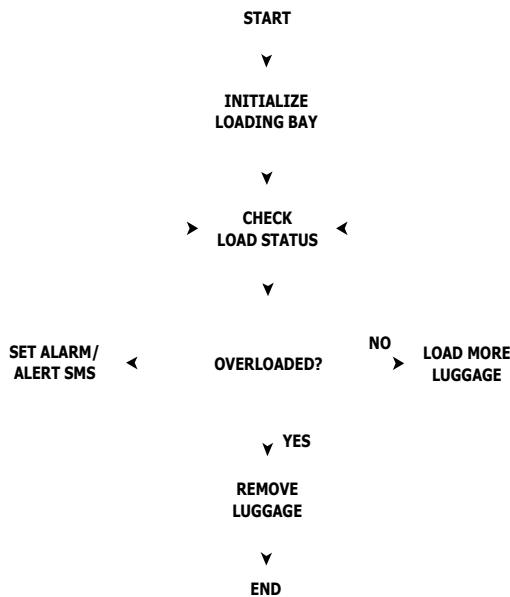 START
INITIALIZE
LOADING BAY
CHECK
LOAD STATUS
SET ALARM/
ALERT SMS
OVERLOADED?
NO
LOAD MORE
LUGGAGE
YES
REMOVE
LUGGAGE
END